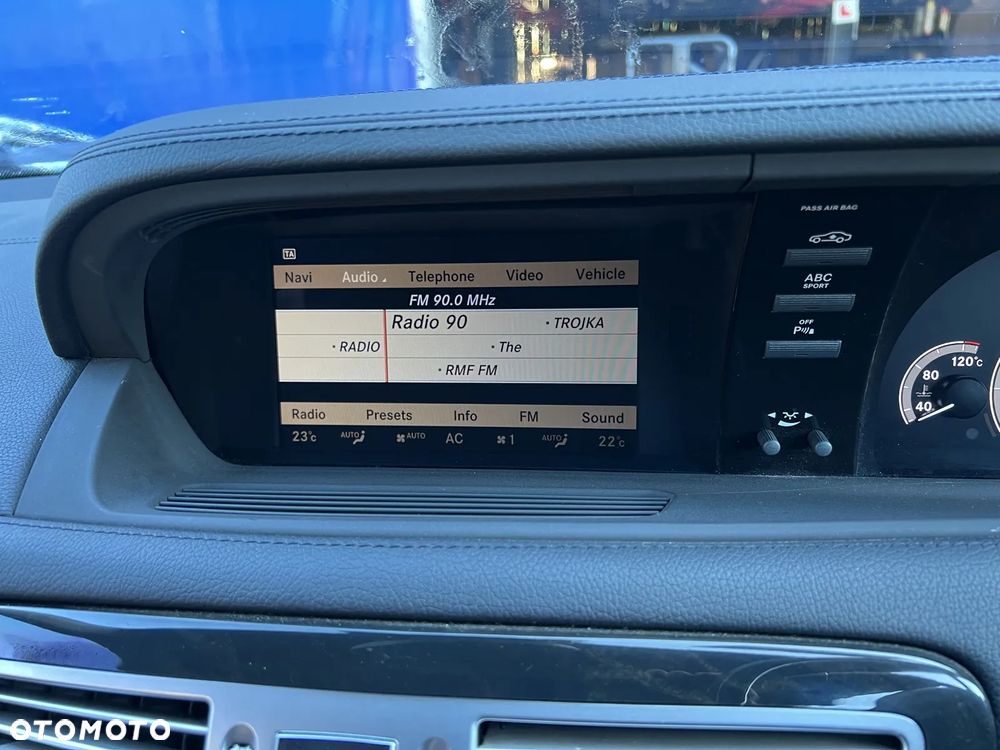 PASS AIR BAG
TA
Navi Audio Telephone Video Vehicle
FM 90.0 MHz
Radio 90 • TROJKA
• RADIO • The
• RMF FM
Radio Presets Info FM Sound
23°C AUTO AUTO AC 1 AUTO 22°C
ABC
SPORT
OFF
P
120°C
80
40
OTOMOTO